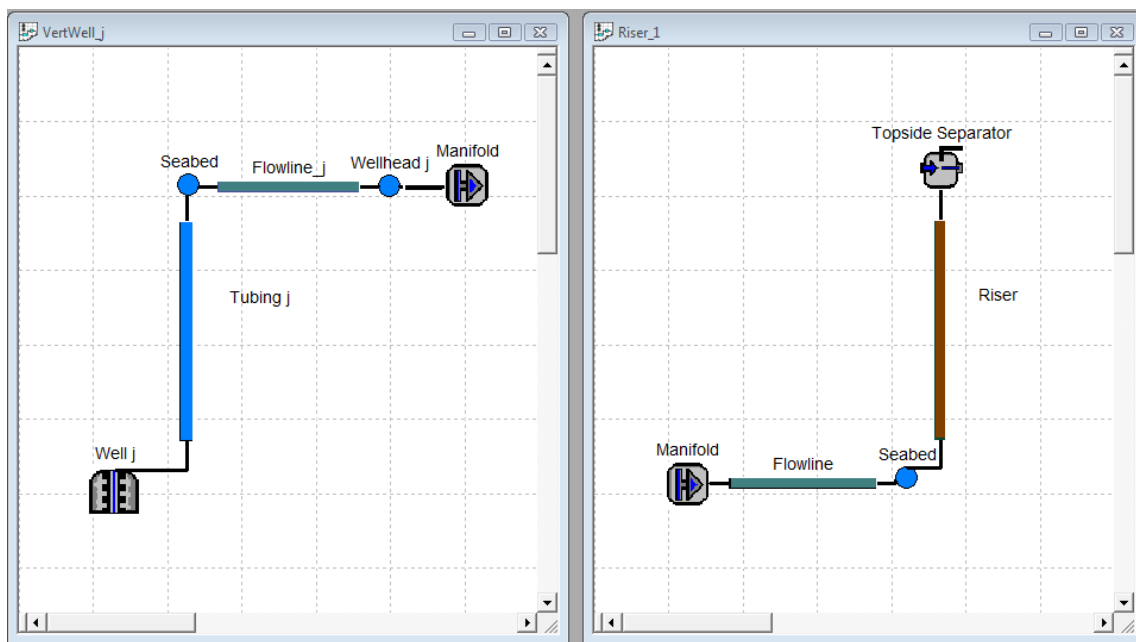 VertWell_j
Seabed
Flowline_j
Wellhead j
Manifold
Tubing j
Well j
Riser_1
Topside Separator
Riser
Manifold
Flowline
Seabed